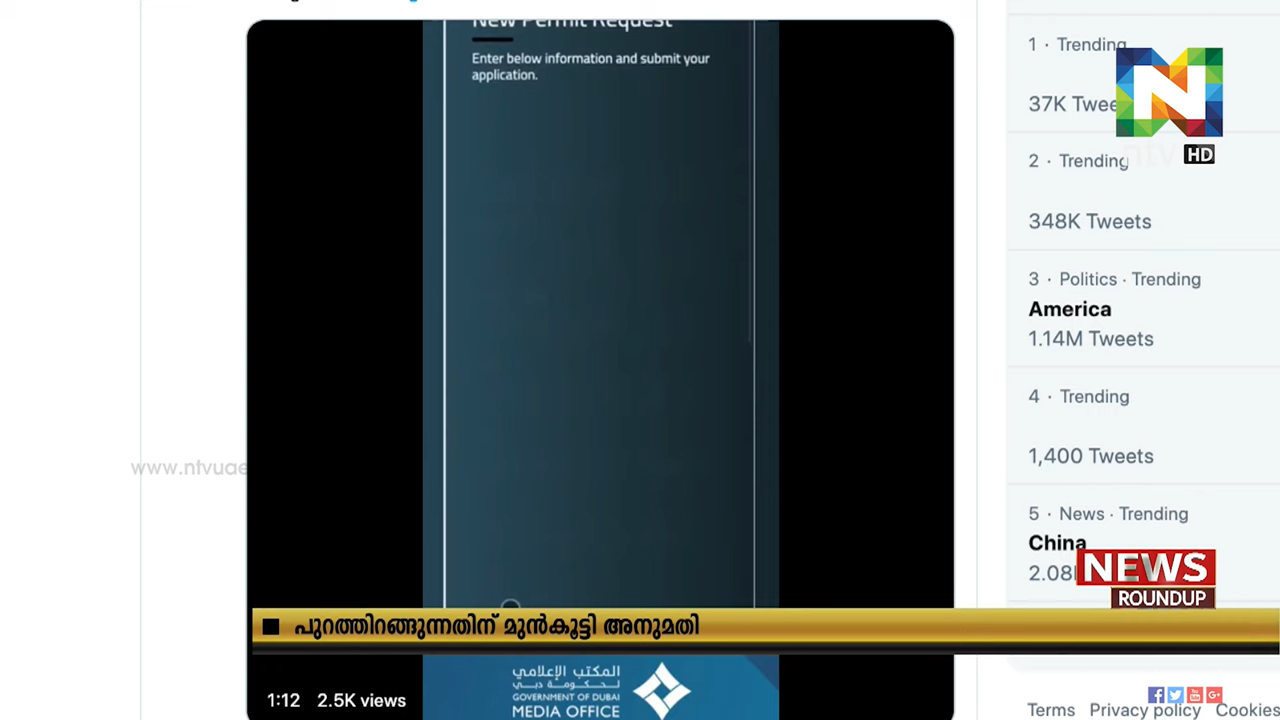 New Permit Request
Enter below information and submit your
application.
1 · Trending
37K
2 · Trending
348K Tweets
3 · Politics · Trending
America
1.14M Tweets
4 · Trending
1,400 Tweets
5 · News · Trending
China
N
ntv
HD
www.ntvuae
NEWS
ROUNDUP
■ പുറത്തിറങ്ങുന്നതിന് മുൻകൂട്ടി അനുമതി
المكتب الإعلامي
لحكومة دبي
GOVERNMENT OF DUBAI
MEDIA OFFICE
1:12 2.5K views
Terms Privacy policy Cookies